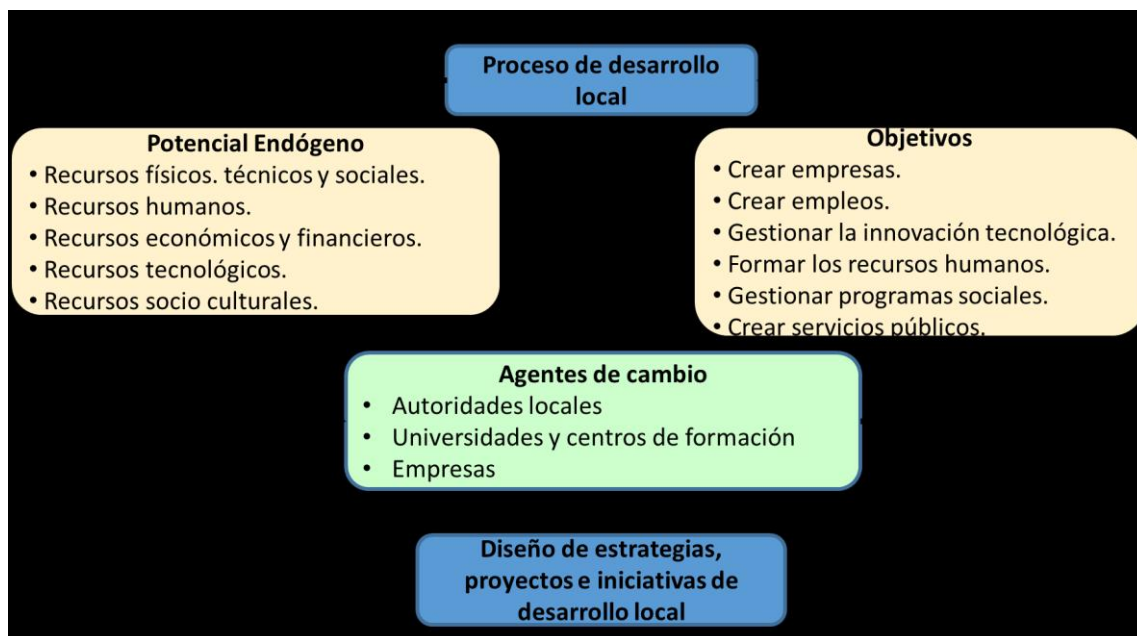 Proceso de desarrollo
local
Potencial Endógeno
• Recursos físicos. técnicos y sociales.
• Recursos humanos.
• Recursos económicos y financieros.
• Recursos tecnológicos.
• Recursos socio culturales.
Objetivos
• Crear empresas.
• Crear empleos.
• Gestionar la innovación tecnológica.
• Formar los recursos humanos.
• Gestionar programas sociales.
• Crear servicios públicos.
Agentes de cambio
• Autoridades locales
• Universidades y centros de formación
• Empresas
Diseño de estrategias,
proyectos e iniciativas de
desarrollo local